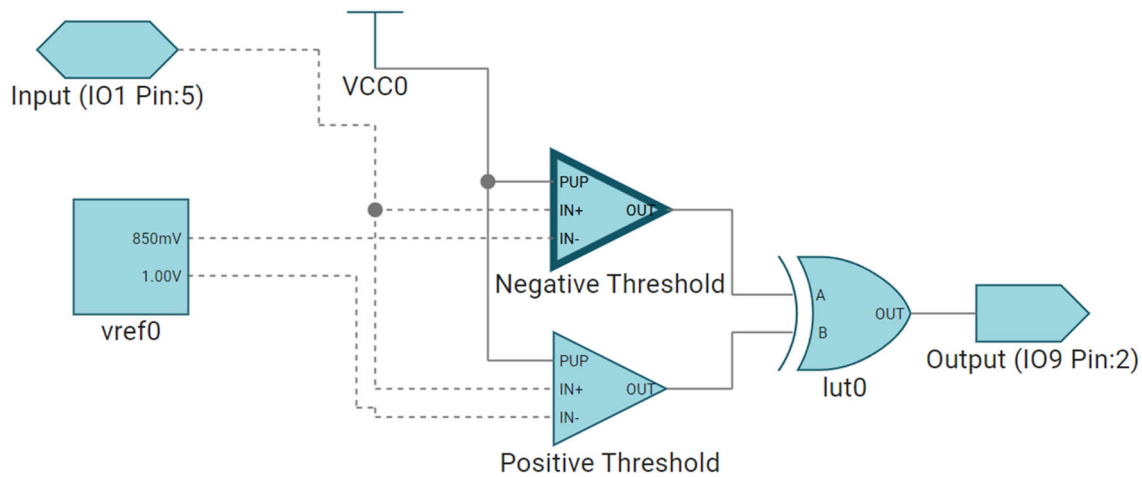 Input (IO1 Pin:5)
VCC0
850mV
1.00V
vref0
PUP
IN+
IN-
OUT
Negative Threshold
PUP
IN+
IN-
OUT
Positive Threshold
A
B
OUT
lut0
Output (IO9 Pin:2)